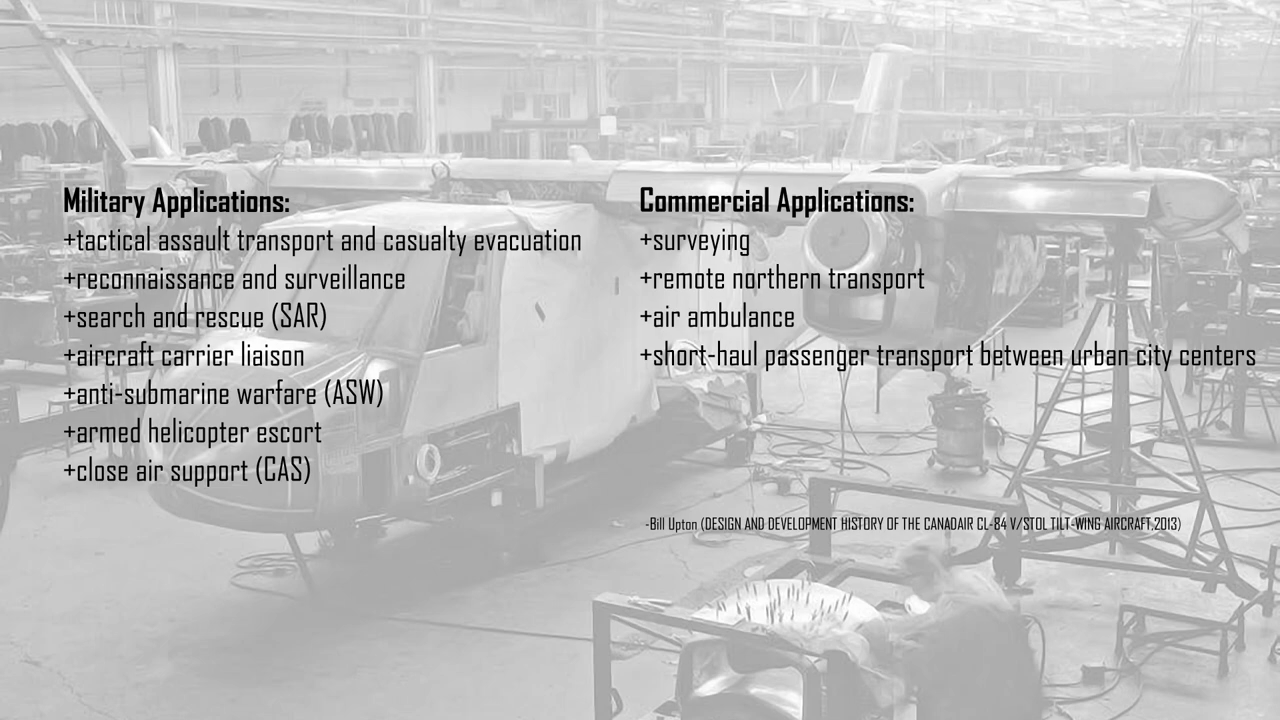 Military Applications:
+tactical assault transport and casualty evacuation
+reconnaissance and surveillance
+search and rescue (SAR)
+aircraft carrier liaison
+anti-submarine warfare (ASW)
+armed helicopter escort
+close air support (CAS)
Commercial Applications:
+surveying
+remote northern transport
+air ambulance
+short-haul passenger transport between urban city centers
-Bill Upton (DESIGN AND DEVELOPMENT HISTORY OF THE CANADAIR CL-84 V/STOL TILT-WING AIRCRAFT,2013)